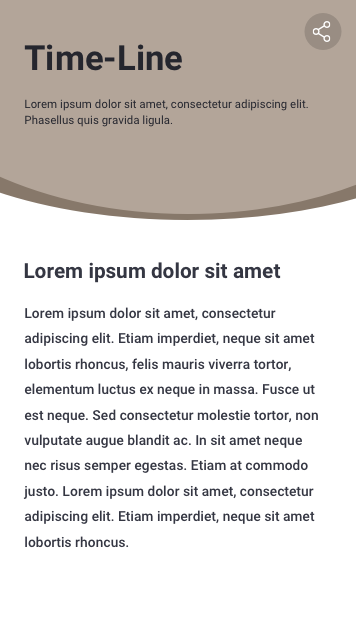 Time-Line
Lorem ipsum dolor sit amet, consectetur adipiscing elit.
Phasellus quis gravida ligula.
Lorem ipsum dolor sit amet
Lorem ipsum dolor sit amet, consectetur
adipiscing elit. Etiam imperdiet, neque sit amet
lobortis rhoncus, felis mauris viverra tortor,
elementum luctus ex neque in massa. Fusce ut
est neque. Sed consectetur molestie tortor, non
vulputate augue blandit ac. In sit amet neque
nec risus semper egestas. Etiam at commodo
justo. Lorem ipsum dolor sit amet, consectetur
adipiscing elit. Etiam imperdiet, neque sit amet
lobortis rhoncus.